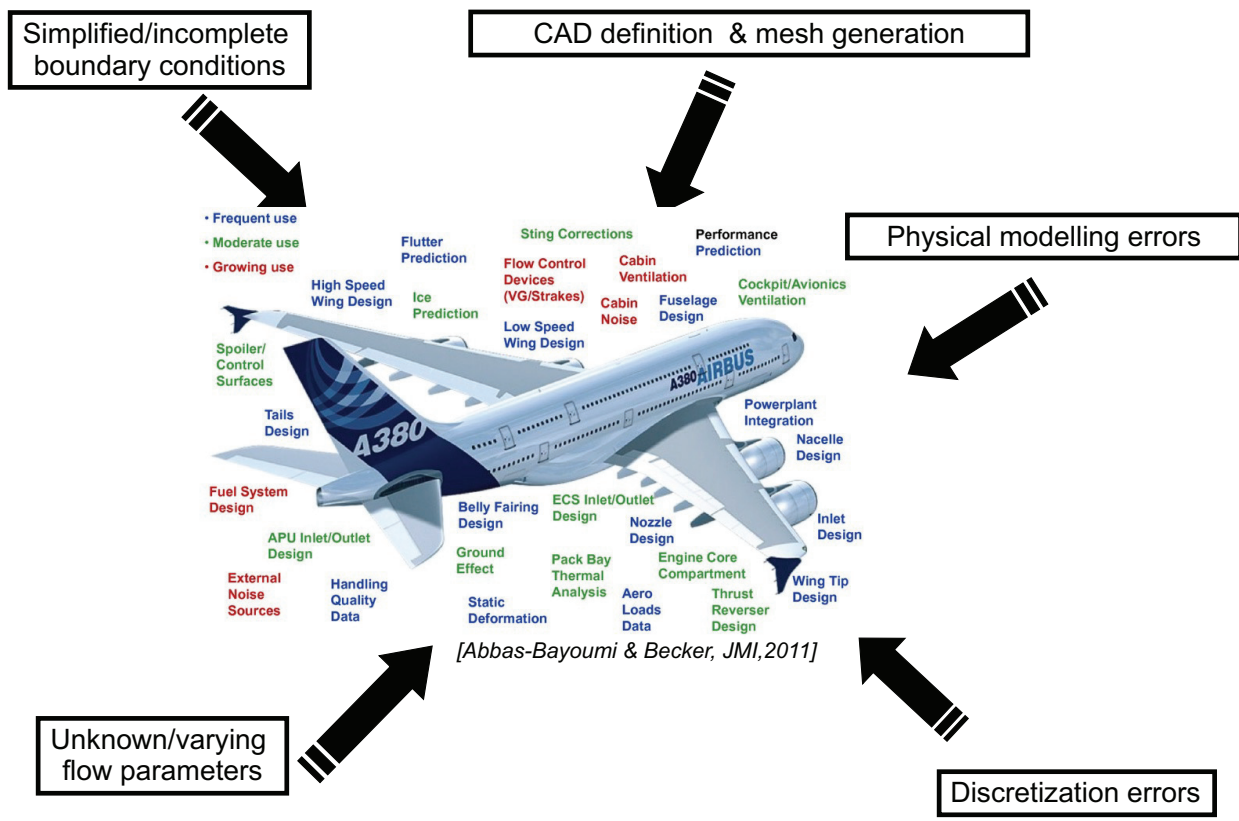 Simplified/incomplete
boundary conditions
CAD definition & mesh generation
Physical modelling errors
• Frequent use
• Moderate use
• Growing use
Flutter
Prediction
Sting Corrections
Performance
Prediction
High Speed
Wing Design
Ice
Prediction
Flow Control
Devices
(VG/Strakes)
Cabin
Ventilation
Cabin
Noise
Fuselage
Design
Cockpit/Avionics
Ventilation
Low Speed
Wing Design
Spoiler/
Control
Surfaces
A380 AIRBUS
Tails
Design
A380
Powerplant
Integration
Nacelle
Design
Fuel System
Design
Belly Fairing
Design
ECS Inlet/Outlet
Design
Nozzle
Design
Inlet
Design
APU Inlet/Outlet
Design
Ground
Effect
Pack Bay
Thermal
Analysis
Engine Core
Compartment
External
Noise
Sources
Handling
Quality
Data
Static
Deformation
Aero
Loads
Data
Thrust
Reverser
Design
Wing Tip
Design
[Abbas-Bayoumi & Becker, JMI,2011]
Unknown/varying
flow parameters
Discretization errors